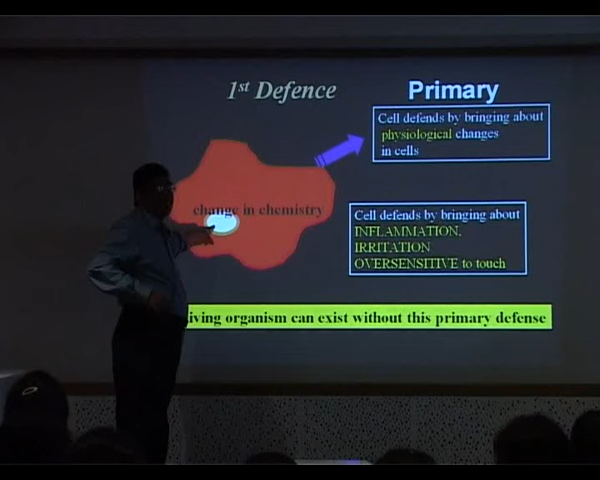 1st Defence
Primary
Cell defends by bringing about
physiological changes
in cells
change in chemistry
Cell defends by bringing about
INFLAMMATION,
IRRITATION
OVERSENSITIVE to touch
living organism can exist without this primary defense